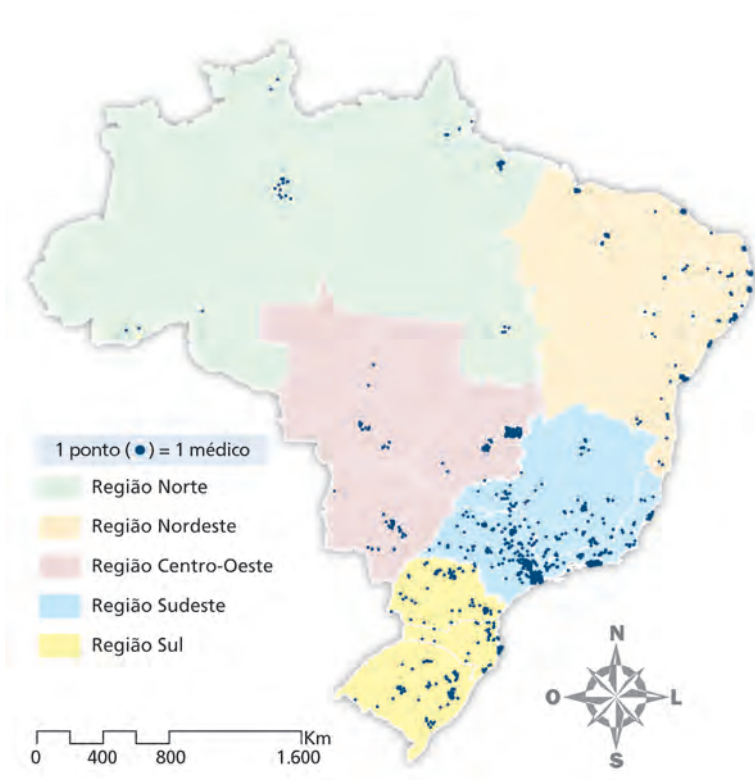 1 ponto (●) = 1 médico
Região Norte
Região Nordeste
Região Centro-Oeste
Região Sudeste
Região Sul
N
O L
S
Km
0 400 800 1.600